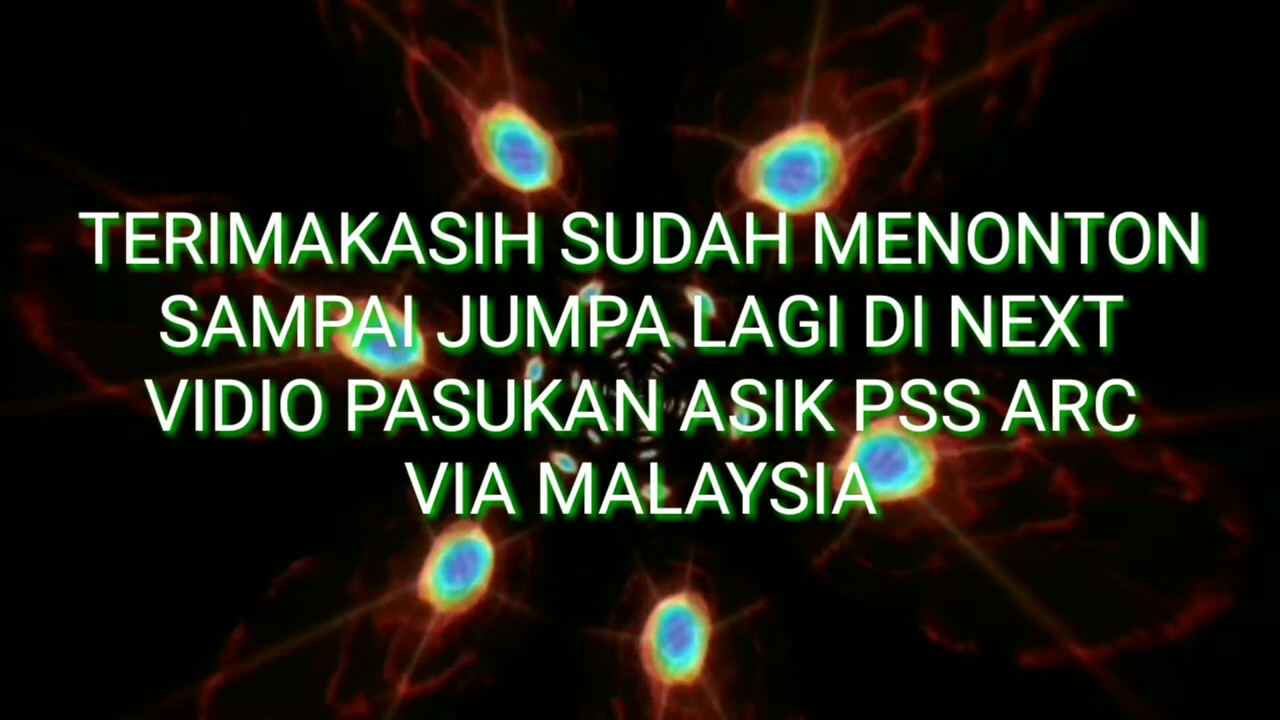 TERIMAKASIH SUDAH MENONTON
SAMPAI JUMPA LAGI DI NEXT
VIDIO PASUKAN ASIK PSS ARC
VIA MALAYSIA